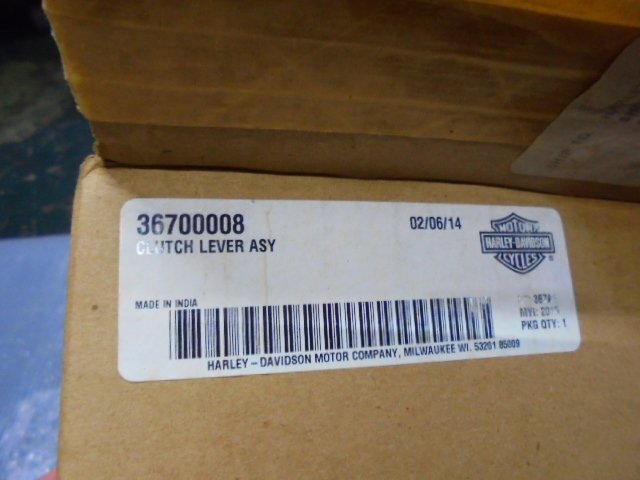 36700008
02/06/14
CLUTCH LEVER ASY
MOTOR
HARLEY-DAVIDSON
CYCLES
®
MADE IN INDIA
PKG QTY: 1
HARLEY – DAVIDSON MOTOR COMPANY, MILWAUKEE WI. 53201 85009